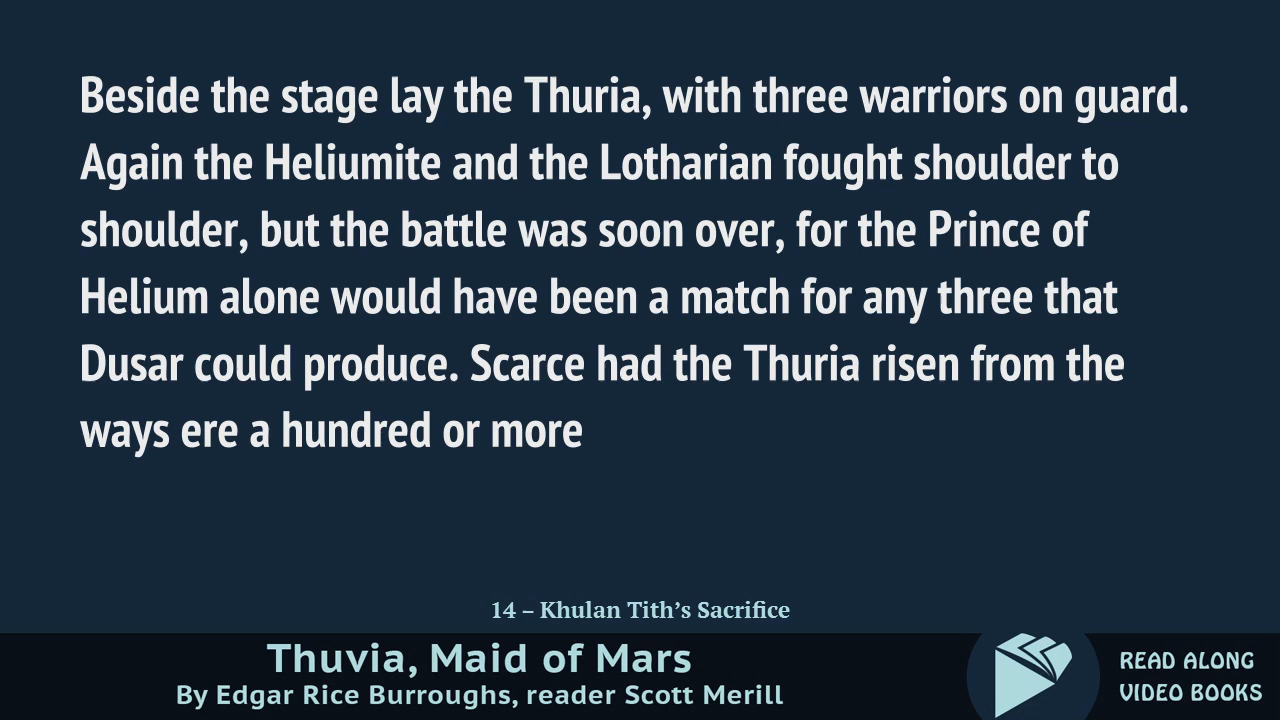 Beside the stage lay the Thuria, with three warriors on guard.
Again the Heliumite and the Lotharian fought shoulder to
shoulder, but the battle was soon over, for the Prince of
Helium alone would have been a match for any three that
Dusar could produce. Scarce had the Thuria risen from the
ways ere a hundred or more
14 – Khulan Tith’s Sacrifice
Thuvia, Maid of Mars
By Edgar Rice Burroughs, reader Scott Merill
READ ALONG
VIDEO BOOKS